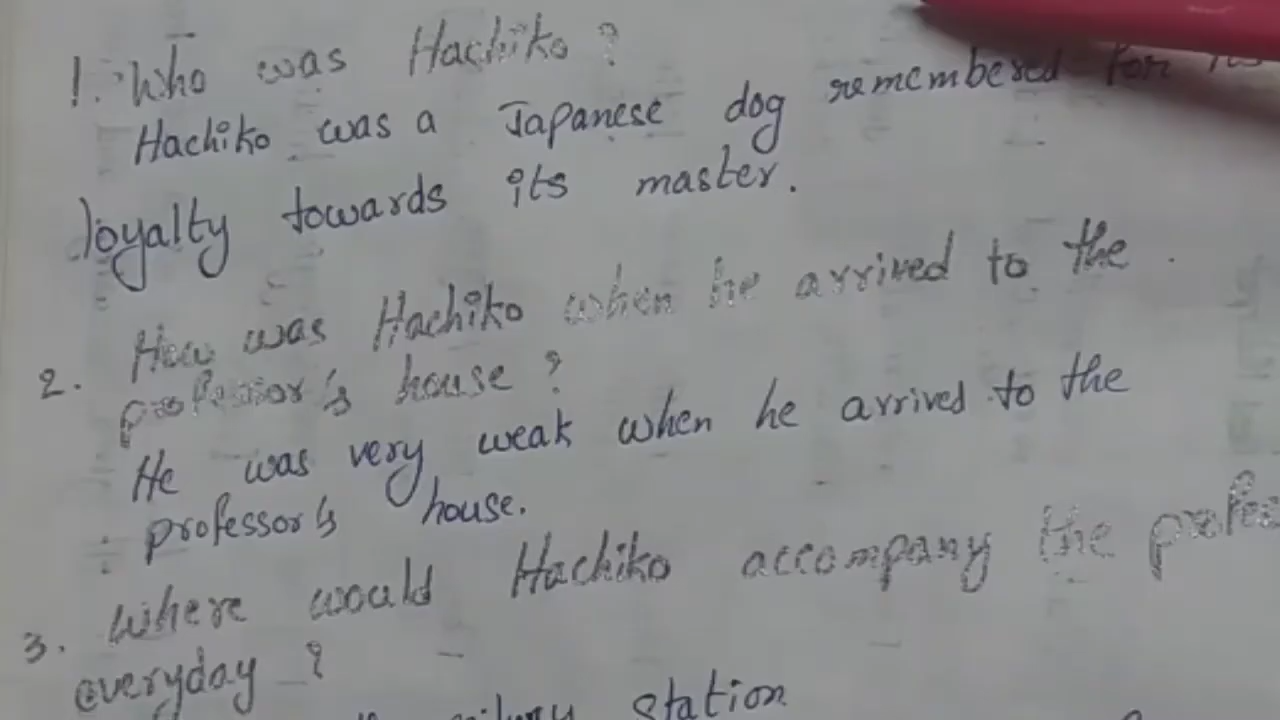 1. Who was Hachiko ?
Hachiko was a Japanese dog remembered for
loyalty towards its master.
2. How was Hachiko when he arrived to the
professor's house ?
He was very weak when he arrived to the
professor's house.
3. Where would Hachiko accompany the
everyday ?
station